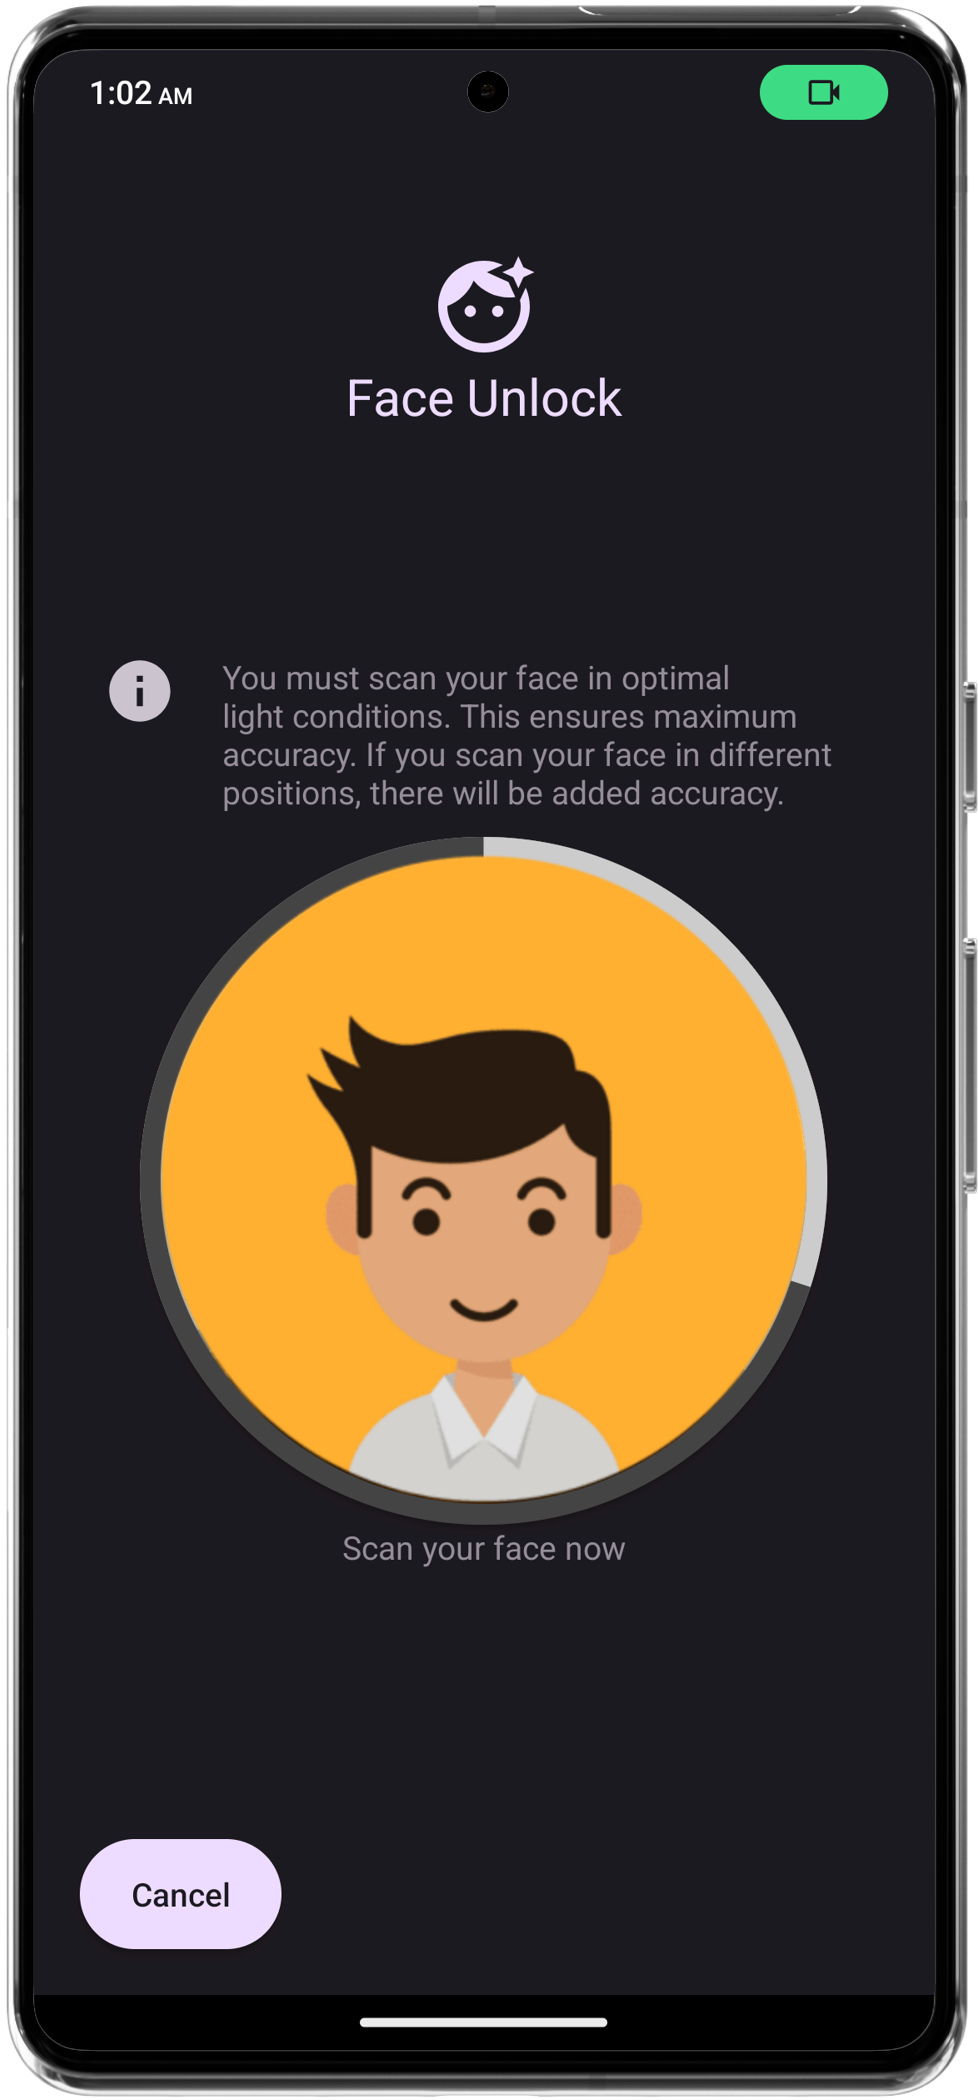 1:02 AM
Face Unlock
You must scan your face in optimal
light conditions. This ensures maximum
accuracy. If you scan your face in different
positions, there will be added accuracy.
Scan your face now
Cancel